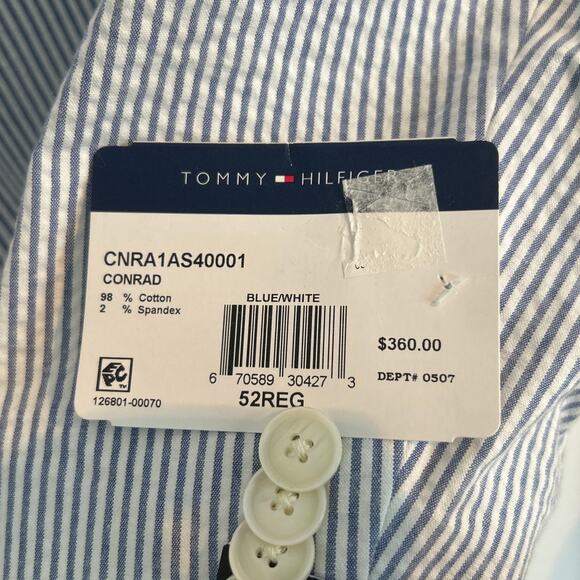 TOMMY HILFIGER
CNRA1AS40001
CONRAD
98 % Cotton
2 % Spandex
BLUE/WHITE
6 70589 30427 3
52REG
$360.00
DEPT# 0507
EPC
126801-00070